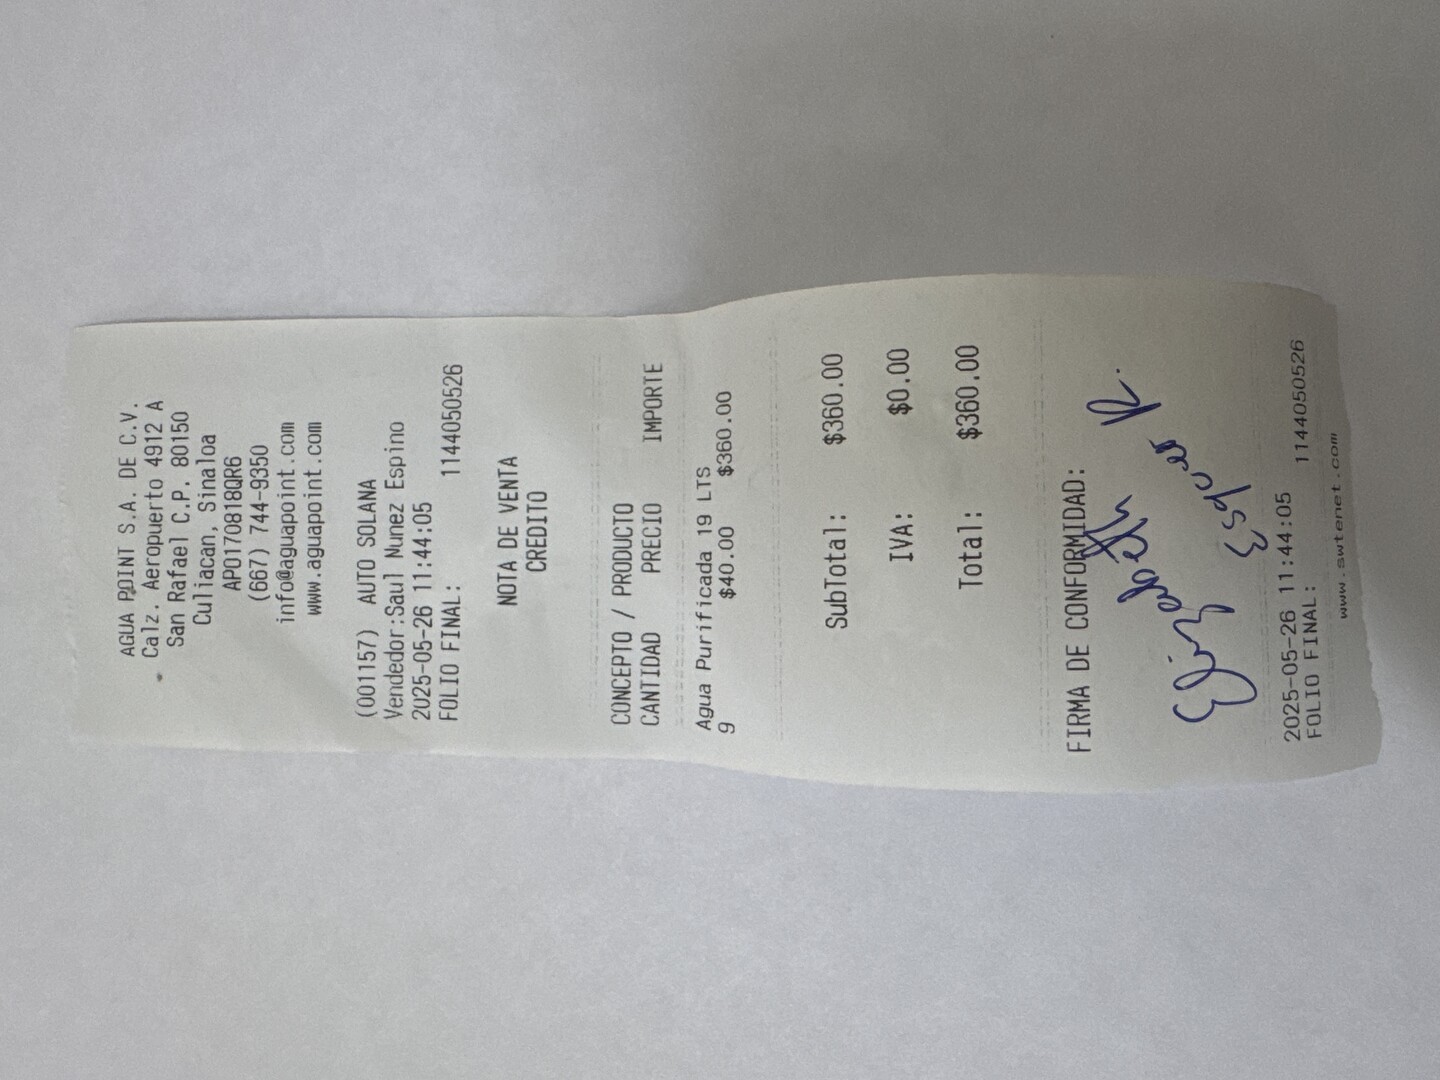 AGUA POINT S.A. DE C.V.
Calz. Aeropuerto 4912 A
San Rafael C.P. 80150
Culiacan, Sinaloa
APO170818QR6
(667) 744-9350
info@aguapoint.com
www.aguapoint.com
(001157) AUTO SOLANA
Vendedor:Saul Nunez Espino
2025-05-26 11:44:05
FOLIO FINAL: 1144050526
NOTA DE VENTA
CREDITO
CONCEPTO / PRODUCTO
CANTIDAD PRECIO IMPORTE
Agua Purificada 19 LTS
9 $40.00 $360.00
SubTotal: $360.00
IVA: $0.00
Total: $360.00
FIRMA DE CONFORMIDAD:
Elizabeth
Esquer R.
2025-05-26 11:44:05
FOLIO FINAL: 1144050526
www.swtenet.com